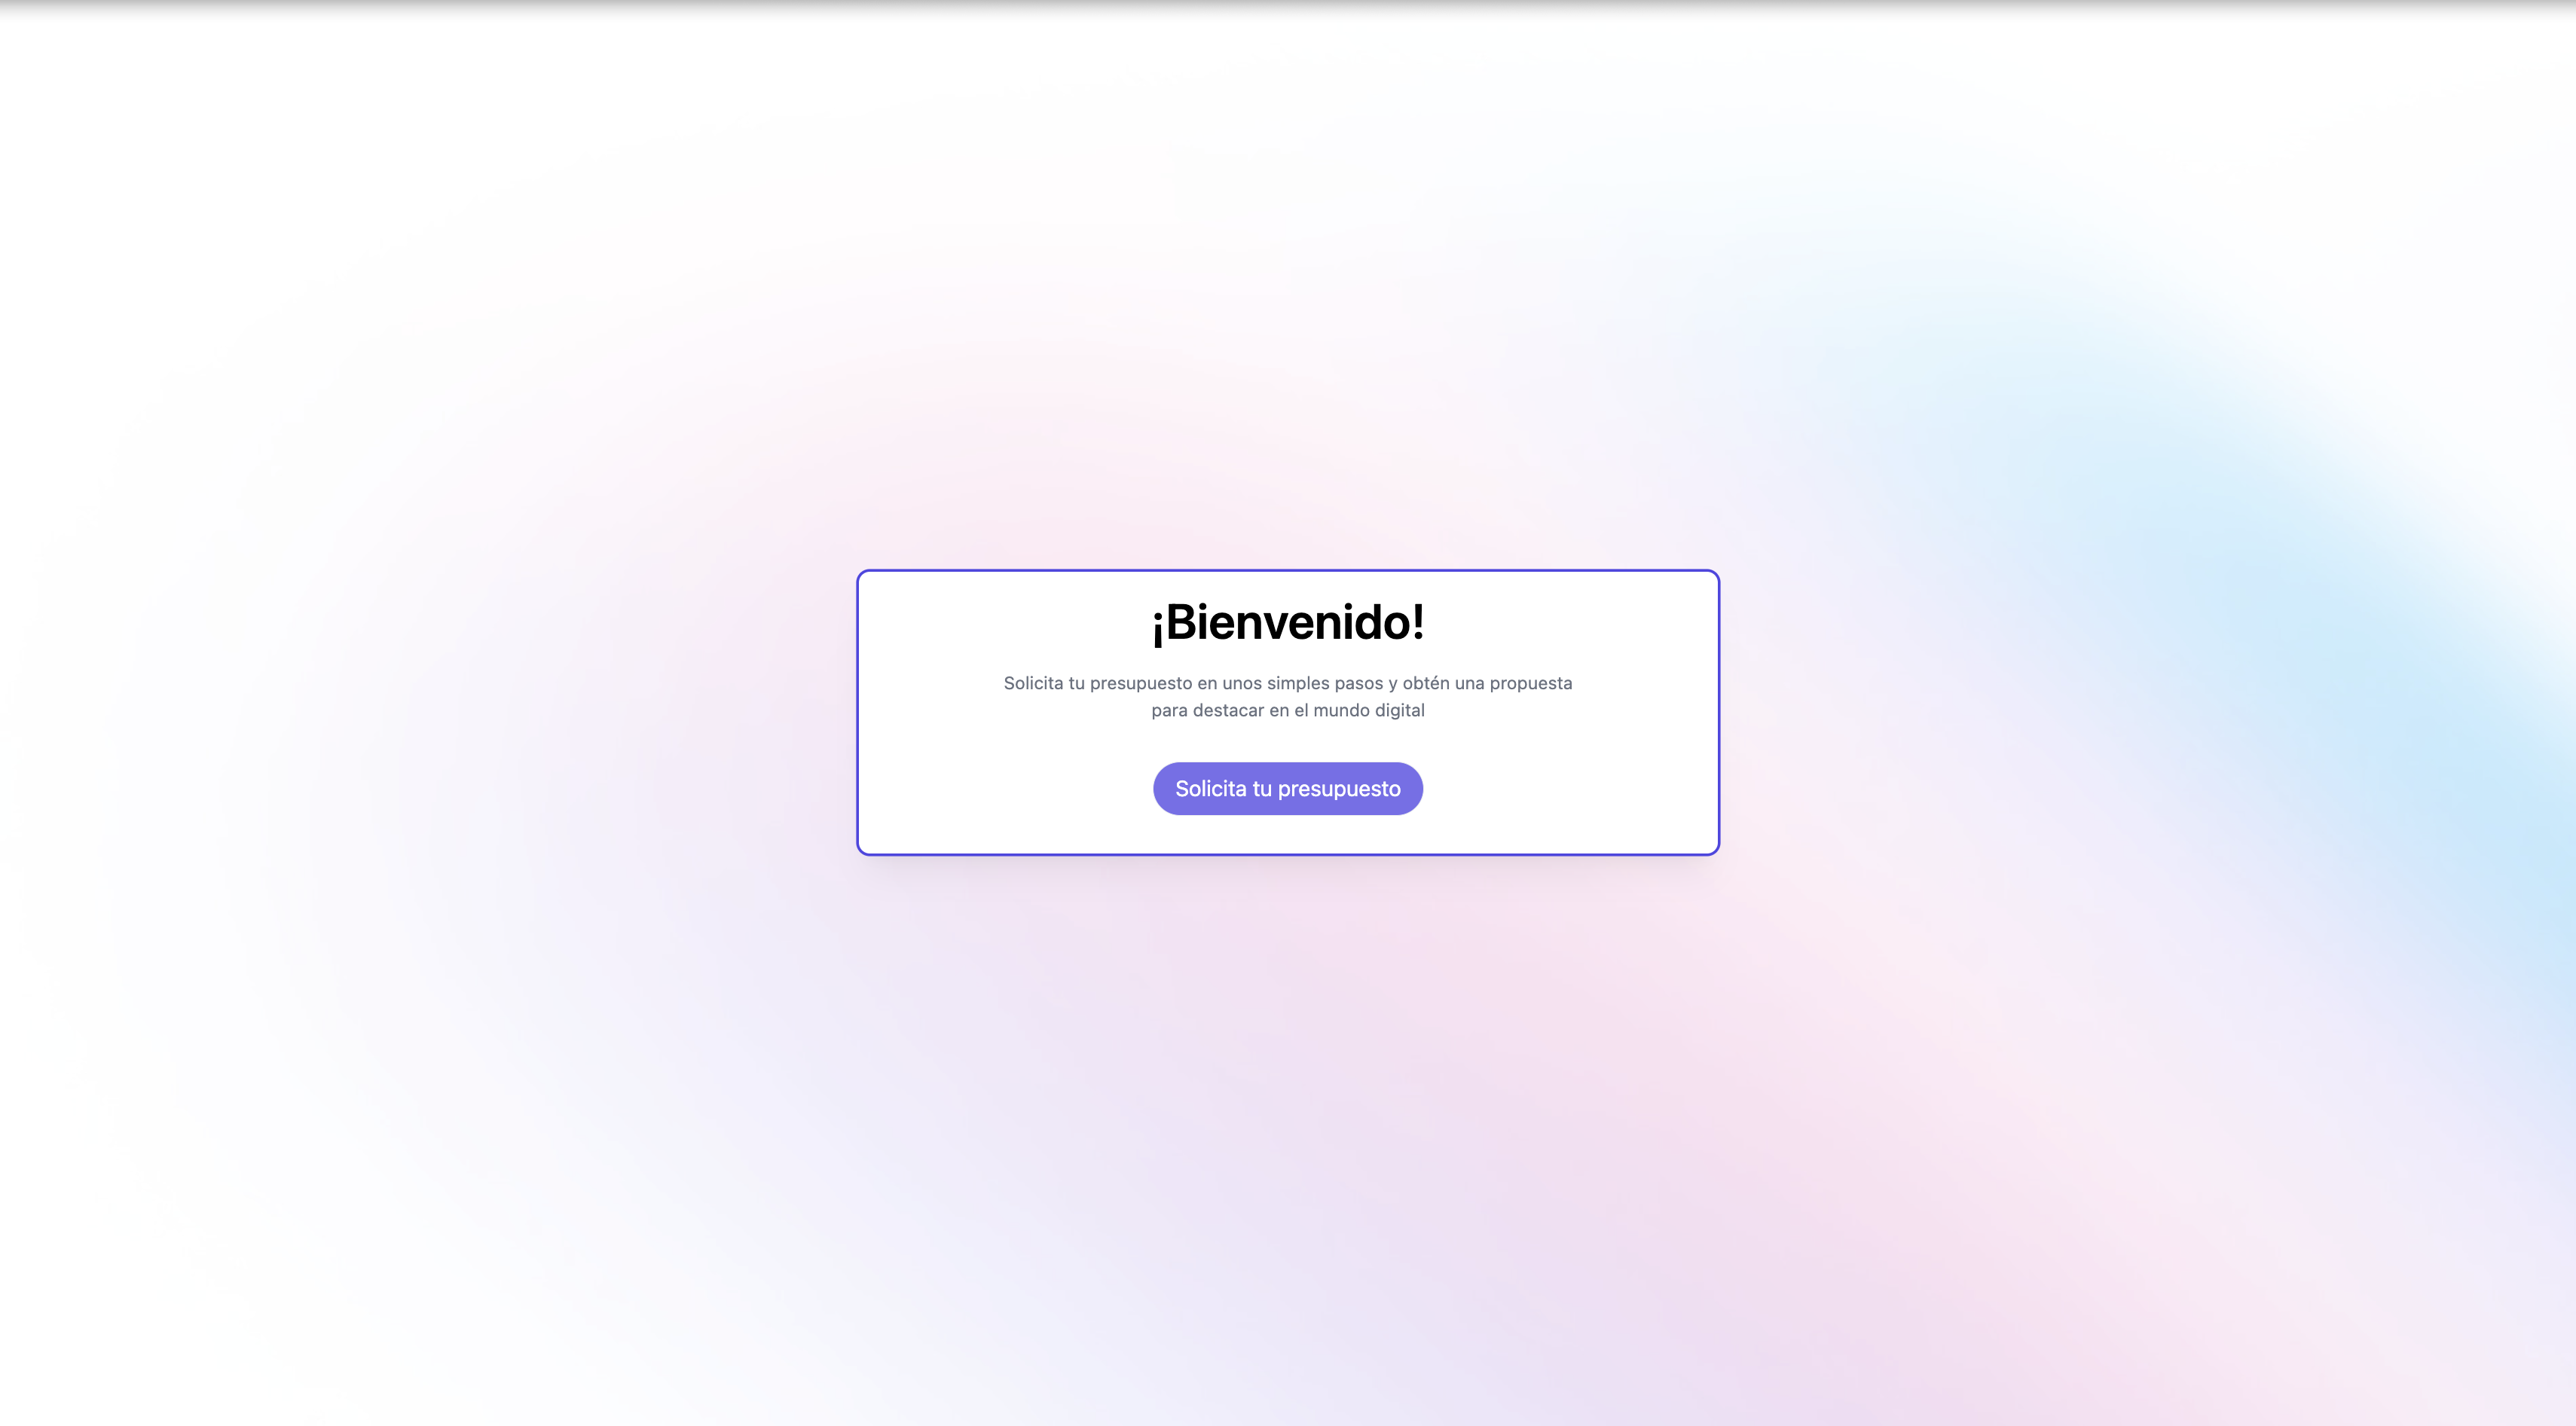 ¡Bienvenido!
Solicita tu presupuesto en unos simples pasos y obtén una propuesta
para destacar en el mundo digital
Solicita tu presupuesto